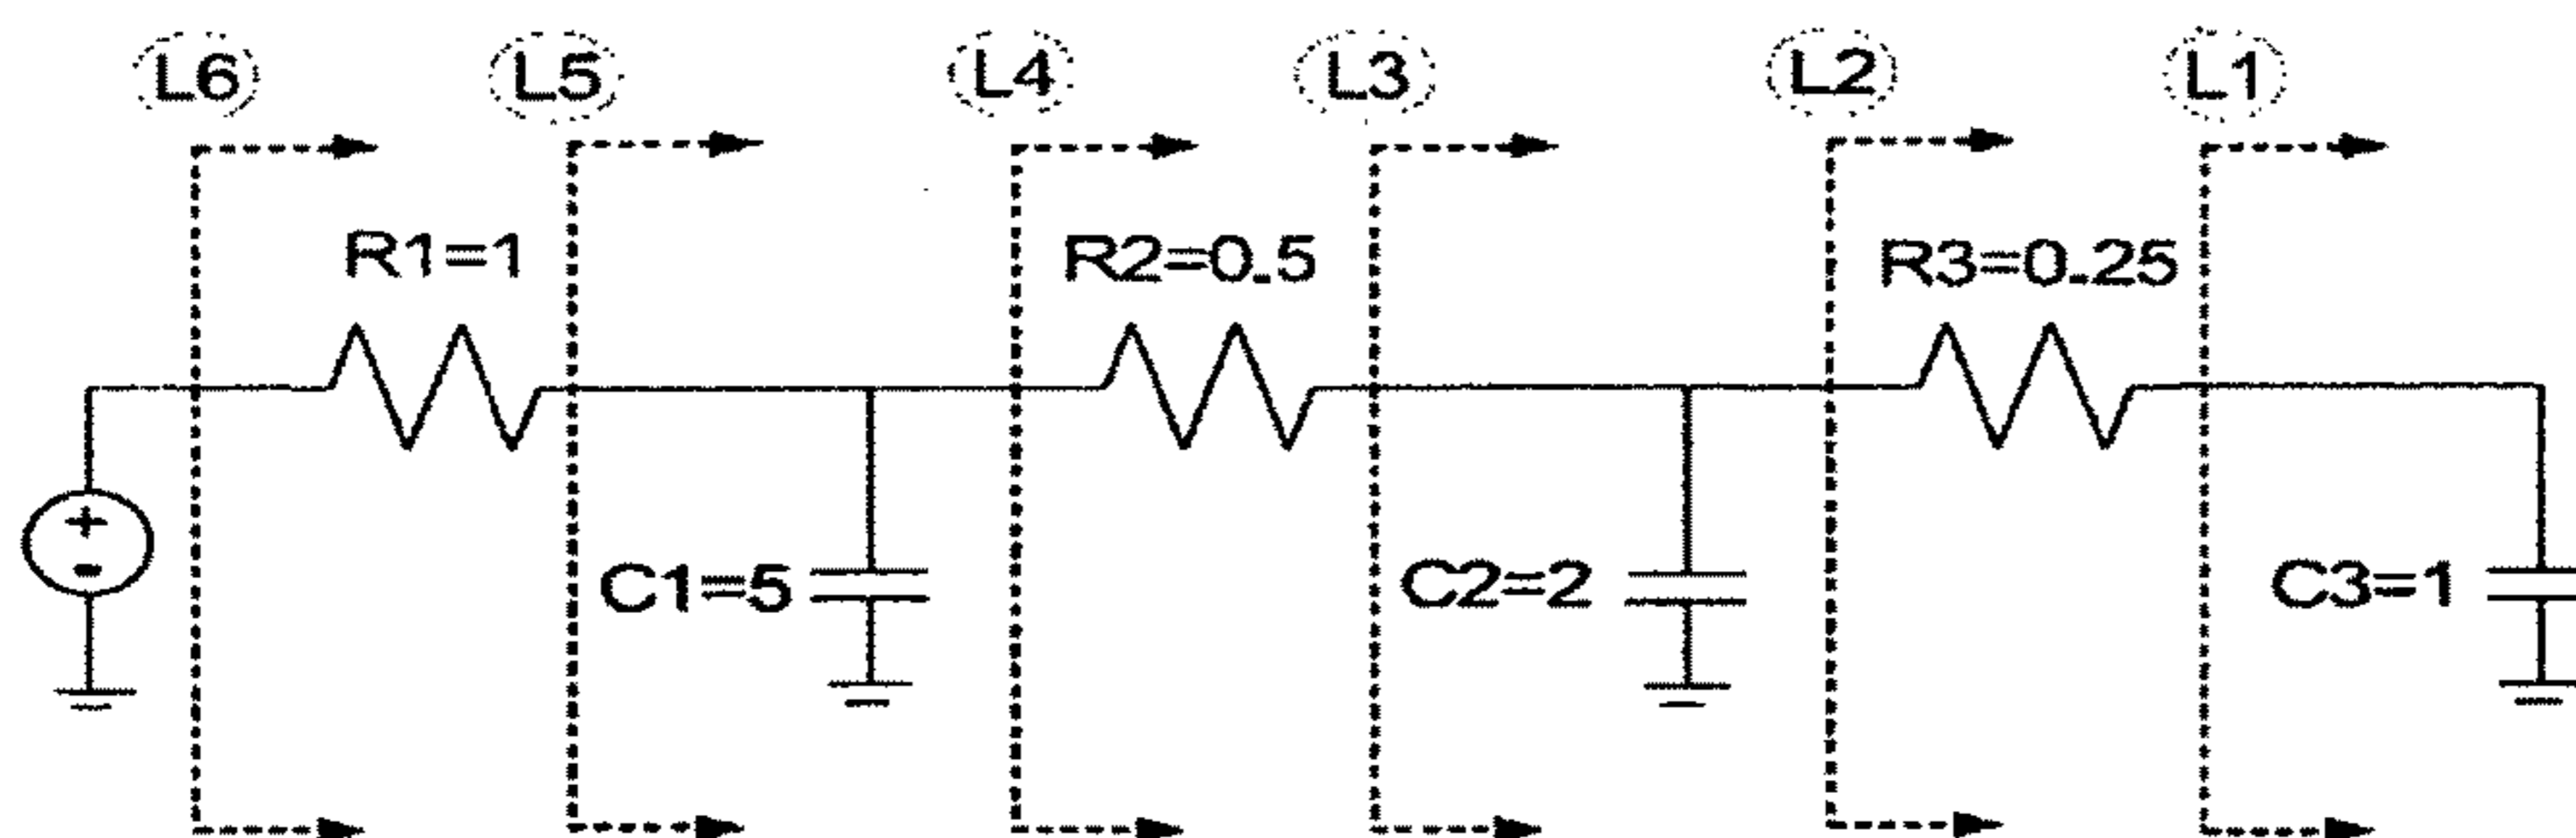 L6 L5 L4 L3 L2 L1
R1=1 R2=0.5 R3=0.25
+
-
C1=5 C2=2 C3=1